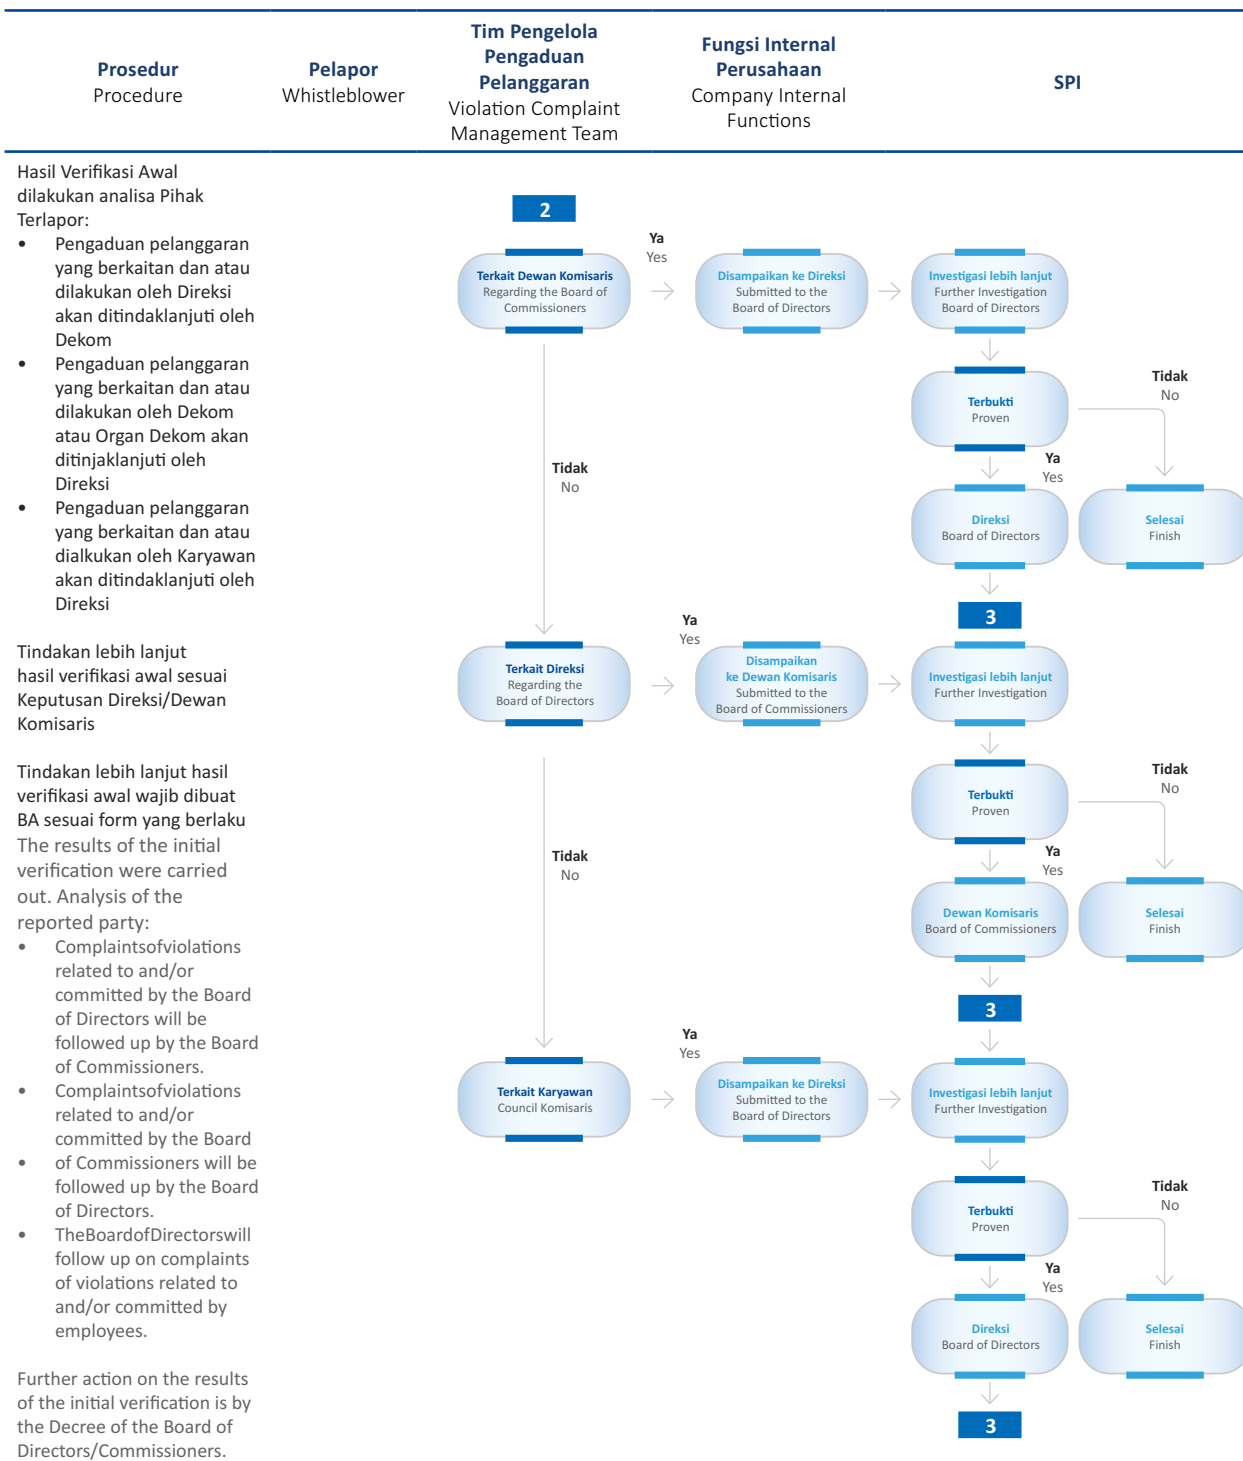 Prosedur
Procedure
Pelapor
Whistleblower
Tim Pengelola
Pengaduan
Pelanggaran
Violation Complaint
Management Team
Fungsi Internal
Perusahaan
Company Internal
Functions
SPI
Hasil Verifikasi Awal
dilakukan analisa Pihak
Terlapor:
• Pengaduan pelanggaran
yang berkaitan dan atau
dilakukan oleh Direksi
akan ditindaklanjuti oleh
Dekom
• Pengaduan pelanggaran
yang berkaitan dan atau
dilakukan oleh Dekom
atau Organ Dekom akan
ditinjaklanjuti oleh
Direksi
• Pengaduan pelanggaran
yang berkaitan dan atau
dialkukan oleh Karyawan
akan ditindaklanjuti oleh
Direksi
Tindakan lebih lanjut
hasil verifikasi awal sesuai
Keputusan Direksi/Dewan
Komisaris
Tindakan lebih lanjut hasil
verifikasi awal wajib dibuat
BA sesuai form yang berlaku
The results of the initial
verification were carried
out. Analysis of the
reported party:
• Complaintsofviolations
related to and/or
committed by the Board
of Directors will be
followed up by the Board
of Commissioners.
• Complaintsofviolations
related to and/or
committed by the Board
• of Commissioners will be
followed up by the Board
of Directors.
• TheBoardofDirectorswill
follow up on complaints
of violations related to
and/or committed by
employees.
Further action on the results
of the initial verification is by
the Decree of the Board of
Directors/Commissioners.
2
Terkait Dewan Komisaris
Regarding the Board of
Commissioners
Ya
Yes
Disampaikan ke Direksi
Submitted to the
Board of Directors
Investigasi lebih lanjut
Further Investigation
Board of Directors
Terbukti
Proven
Tidak
No
Ya
Yes
Direksi
Board of Directors
Selesai
Finish
3
Tidak
No
Terkait Direksi
Regarding the
Board of Directors
Ya
Yes
Disampaikan
ke Dewan Komisaris
Submitted to the
Board of Commissioners
Investigasi lebih lanjut
Further Investigation
Terbukti
Proven
Tidak
No
Ya
Yes
Dewan Komisaris
Board of Commissioners
Selesai
Finish
3
Tidak
No
Terkait Karyawan
Council Komisaris
Ya
Yes
Disampaikan ke Direksi
Submitted to the
Board of Directors
Investigasi lebih lanjut
Further Investigation
Terbukti
Proven
Tidak
No
Ya
Yes
Direksi
Board of Directors
Selesai
Finish
3